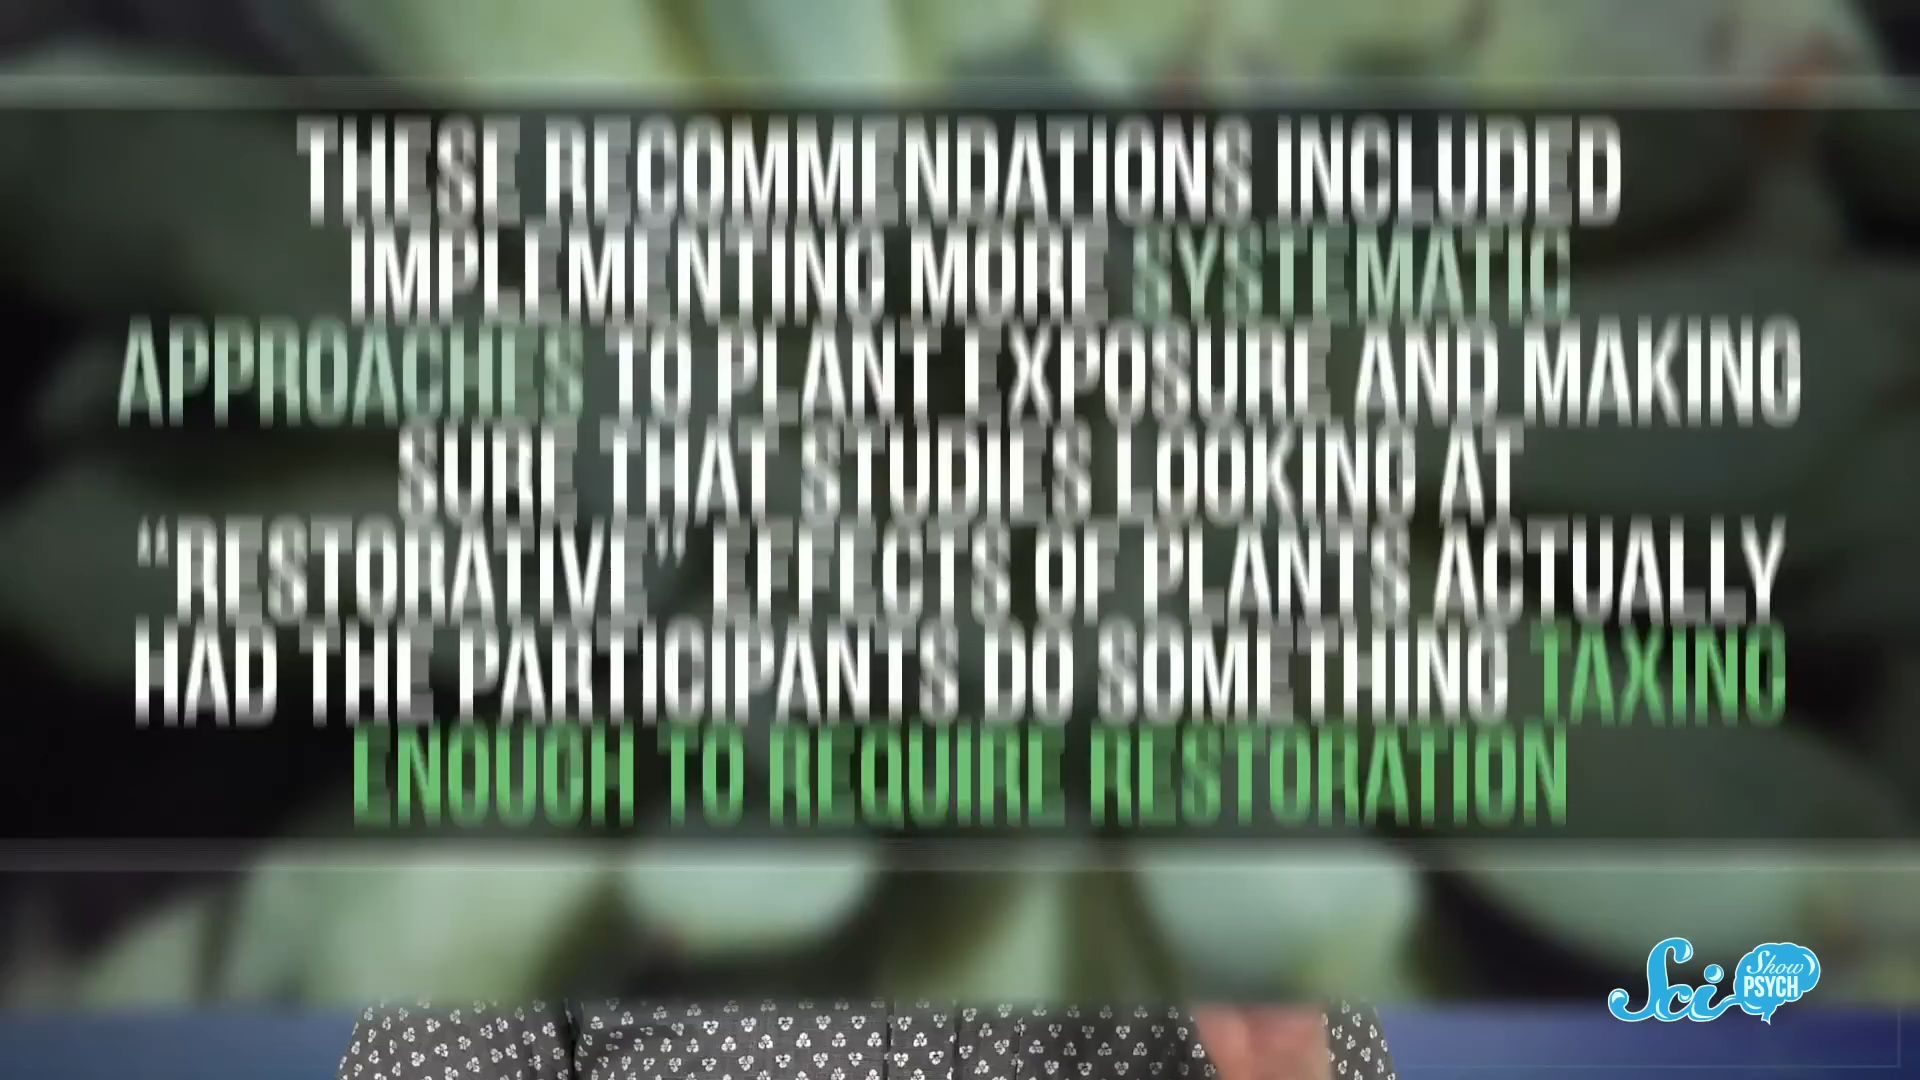 THESE RECOMMENDATIONS INCLUDED
IMPLEMENTING MORE SYSTEMATIC
APPROACHES TO PLANT EXPOSURE AND MAKING
SURE THAT STUDIES LOOKING AT
“RESTORATIVE” EFFECTS OF PLANTS ACTUALLY
HAD THE PARTICIPANTS DO SOMETHING TAXING
ENOUGH TO REQUIRE RESTORATION
Sci Show
PSYCH